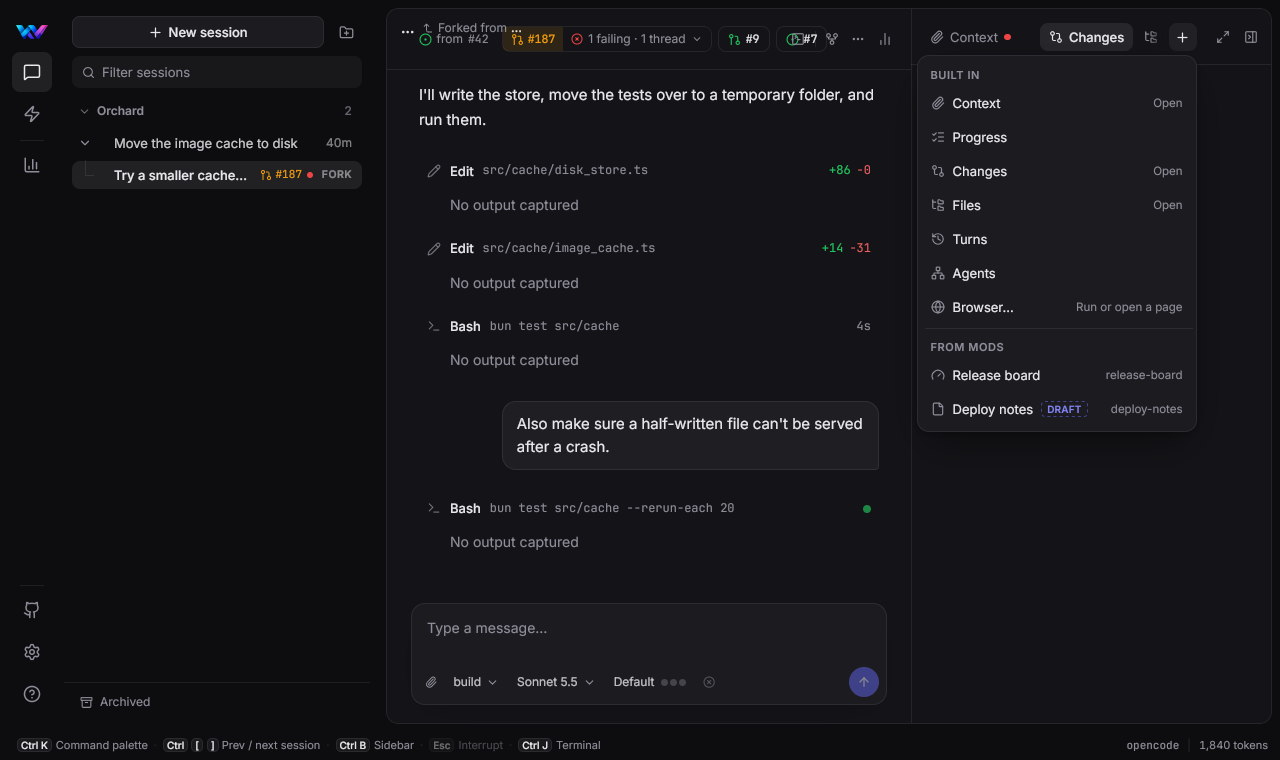 New session
Filter sessions
Orchard 2
Move the image cache to disk 40m
Try a smaller cache... #187 FORK
Archived
... Forked from ...
from #42 #187 1 failing · 1 thread #9 #7
I'll write the store, move the tests over to a temporary folder, and
run them.
Edit src/cache/disk_store.ts +86 -0
No output captured
Edit src/cache/image_cache.ts +14 -31
No output captured
Bash bun test src/cache 4s
No output captured
Also make sure a half-written file can't be served
after a crash.
Bash bun test src/cache --rerun-each 20
No output captured
Type a message...
build Sonnet 5.5 Default
Context Changes
BUILT IN
Context Open
Progress
Changes Open
Files Open
Turns
Agents
Browser... Run or open a page
FROM MODS
Release board release-board
Deploy notes DRAFT deploy-notes
Ctrl K Command palette · Ctrl [ ] Prev / next session · Ctrl B Sidebar · Esc Interrupt · Ctrl J Terminal
opencode 1,840 tokens